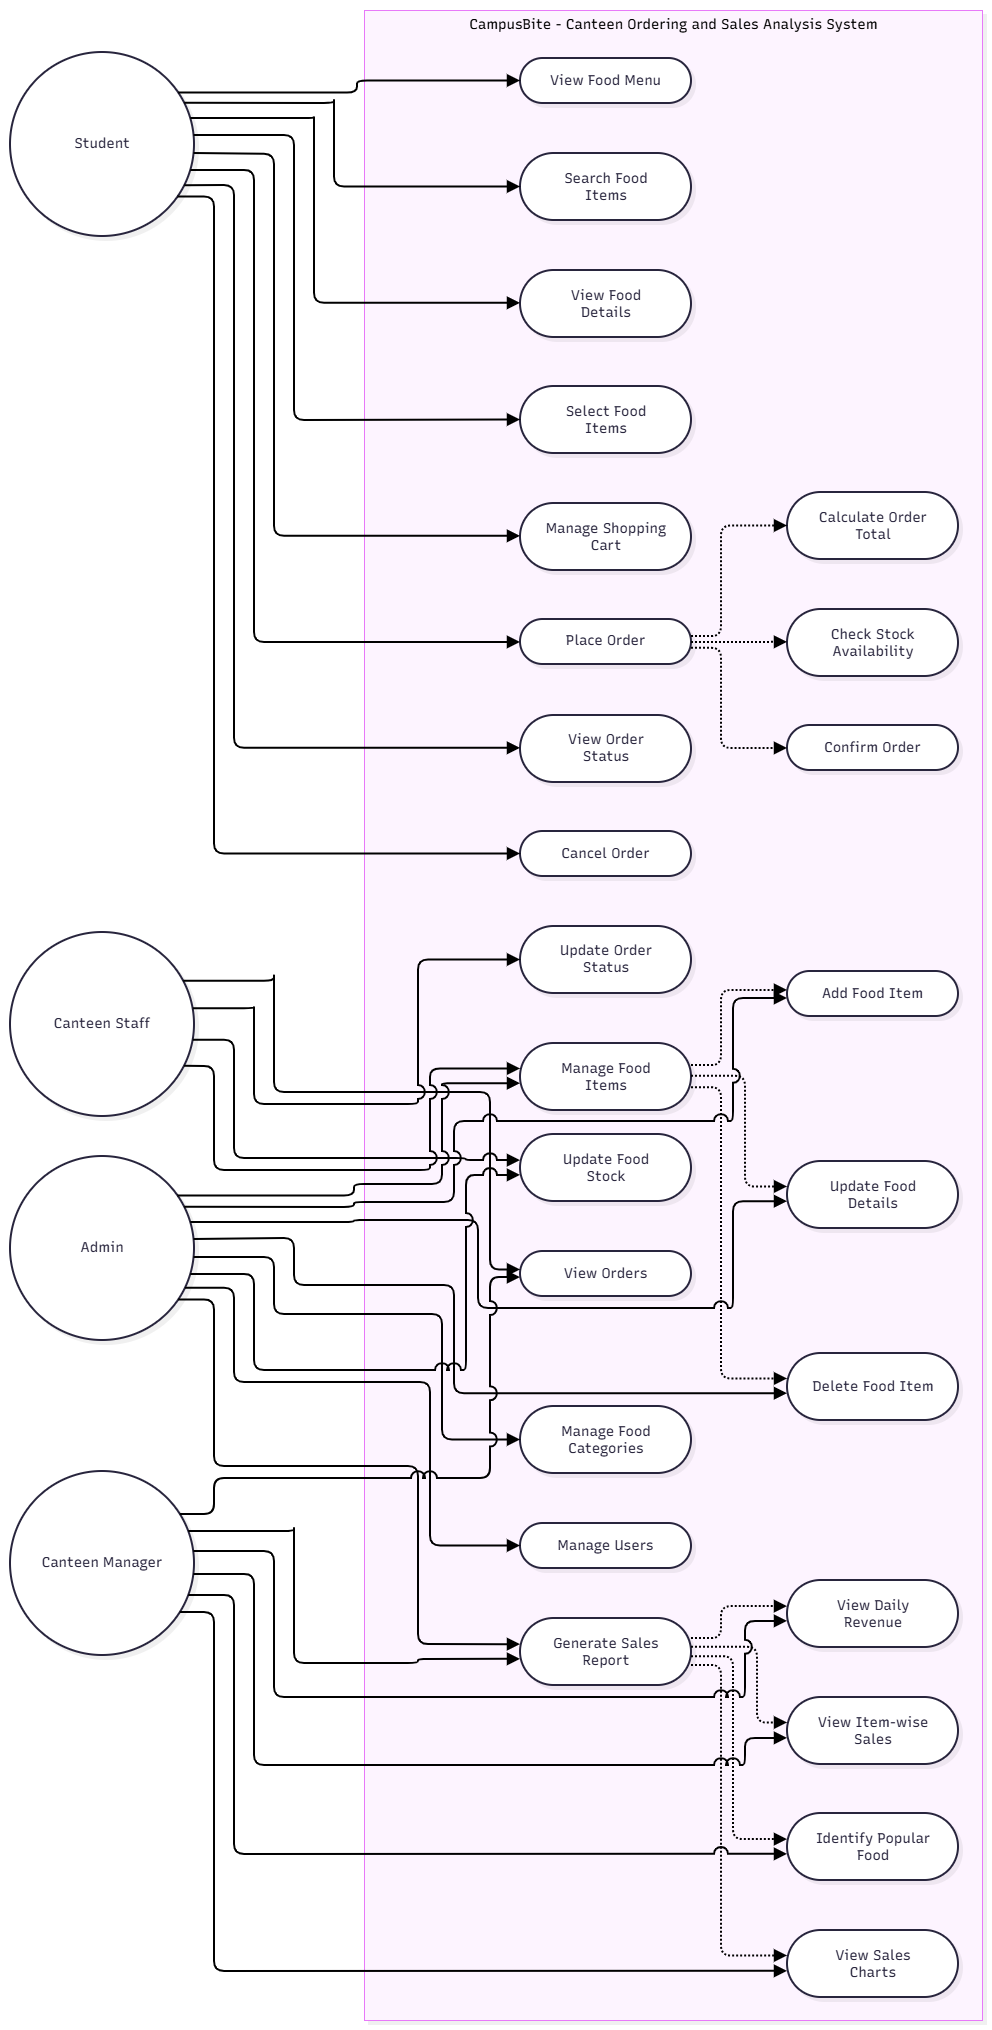 CampusBite - Canteen Ordering and Sales Analysis System
Student
View Food Menu
Search Food
Items
View Food
Details
Select Food
Items
Manage Shopping
Cart
Calculate Order
Total
Place Order
Check Stock
Availability
View Order
Status
Confirm Order
Cancel Order
Canteen Staff
Update Order
Status
Add Food Item
Manage Food
Items
Update Food
Stock
Update Food
Details
Admin
View Orders
Delete Food Item
Manage Food
Categories
Canteen Manager
Manage Users
View Daily
Revenue
Generate Sales
Report
View Item-wise
Sales
Identify Popular
Food
View Sales
Charts